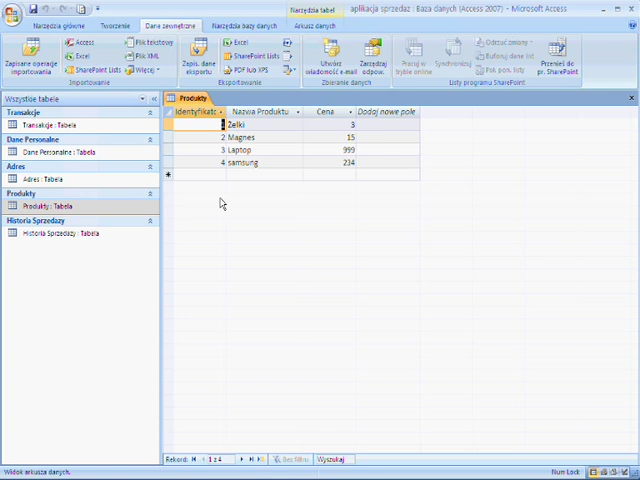 Narzędzia tabel
aplikacja sprzedaz : Baza danych (Access 2007) - Microsoft Access
Narzędzia główne
Tworzenie
Dane zewnętrzne
Narzędzia bazy danych
Arkusz danych
Zapisane operacje importowania
Access
Excel
SharePoint Lists
Plik tekstowy
Plik XML
Więcej
Importowanie
Zapis. dane eksportu
Excel
SharePoint Lists
PDF lub XPS
Eksportowanie
Utwórz wiadomość e-mail
Zarządzaj odpow.
Zbieranie danych
Pracuj w trybie online
Synchronizuj
Odrzuć zmiany
Buforuj dane list
Poł. pon. listy
Przenieś do pr. SharePoint
Listy programu SharePoint
Wszystkie tabele
Transakcje
Transakcje : Tabela
Dane Personalne
Dane Personalne : Tabela
Adres
Adres : Tabela
Produkty
Produkty : Tabela
Historia Sprzedazy
Historia Sprzedazy : Tabela
Produkty
Identyfikato Nazwa Produktu Cena Dodaj nowe pole
1 Żelki 3
2 Magnes 15
3 Laptop 999
4 samsung 234
Rekord: 1 z 4 Bez filtru Wyszukaj
Widok arkusza danych. Num Lock